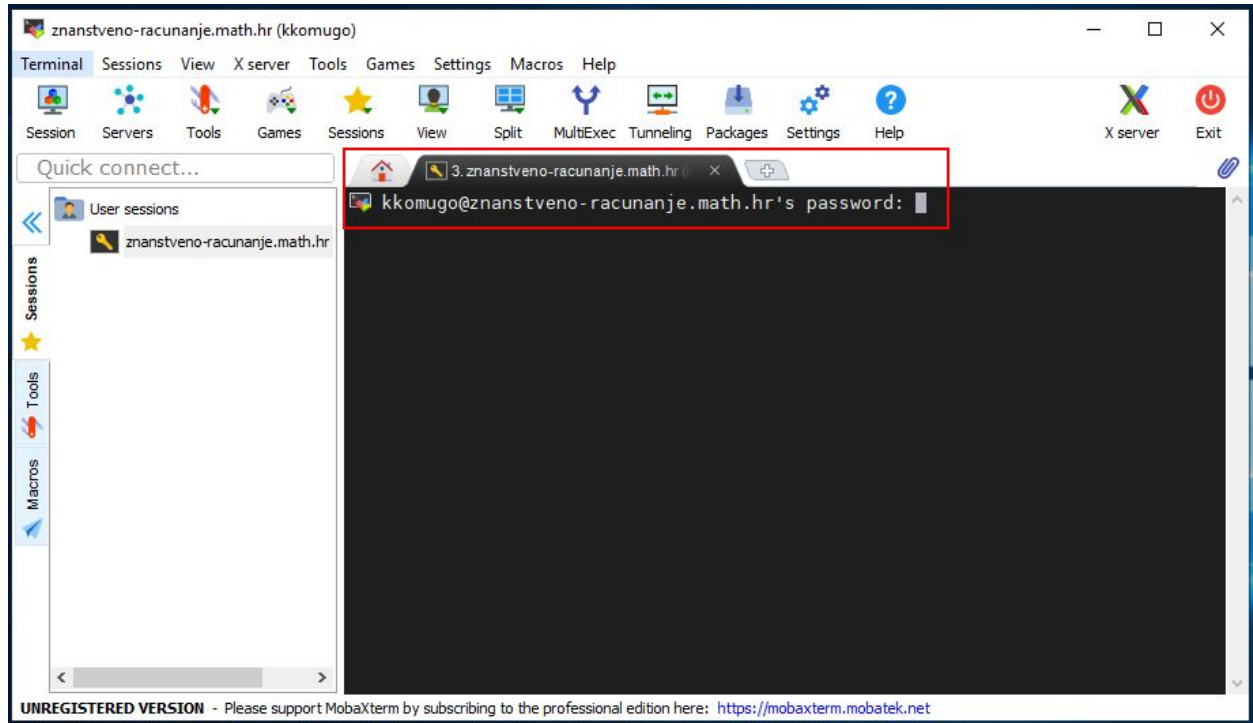 znanstveno-racunanje.math.hr (kkomugo)
Terminal Sessions View X server Tools Games Settings Macros Help
Session Servers Tools Games Sessions View Split MultiExec Tunneling Packages Settings Help X server Exit
Quick connect...
3. znanstveno-racunanje.math.hr (
kkomugo@znanstveno-racunanje.math.hr's password:
User sessions
znanstveno-racunanje.math.hr
Sessions
Tools
Macros
UNREGISTERED VERSION - Please support MobaXterm by subscribing to the professional edition here: https://mobaxterm.mobatek.net